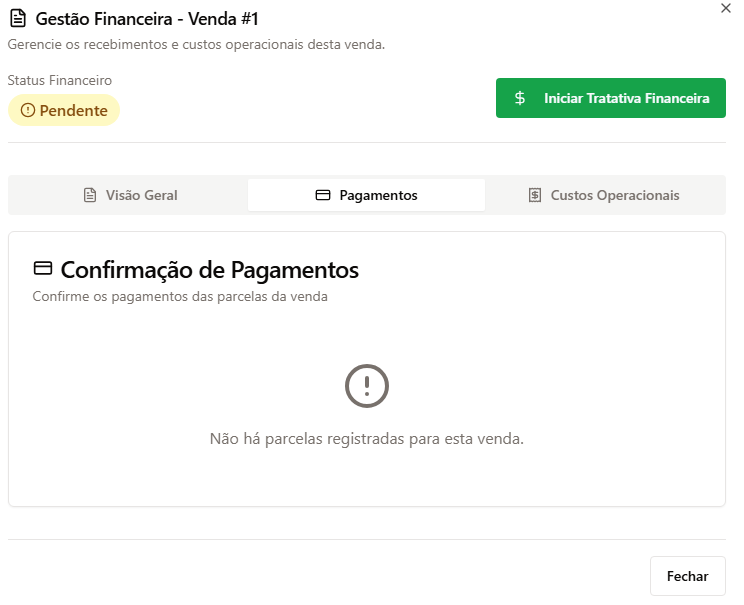 Gestão Financeira - Venda #1
Gerencie os recebimentos e custos operacionais desta venda.
Status Financeiro
Pendente
Iniciar Tratativa Financeira
Visão Geral
Pagamentos
Custos Operacionais
Confirmação de Pagamentos
Confirme os pagamentos das parcelas da venda
Não há parcelas registradas para esta venda.
Fechar